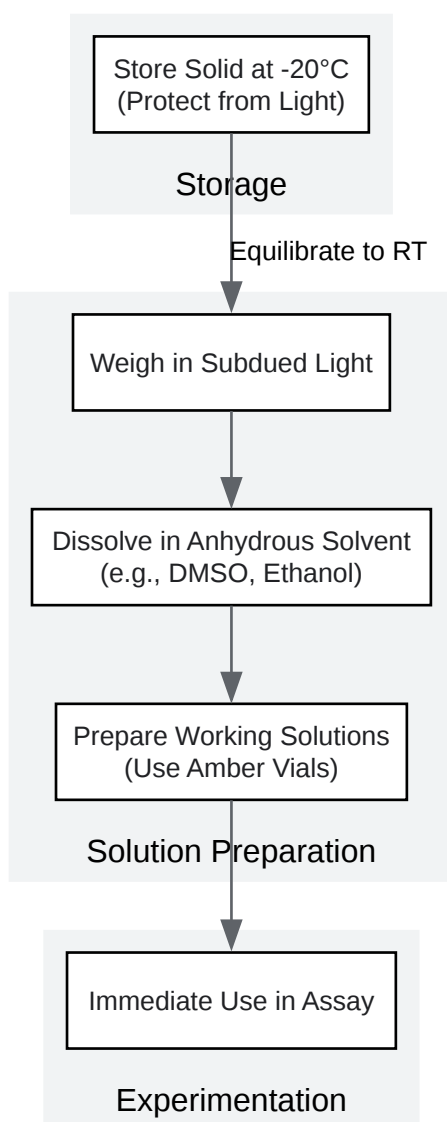 Store Solid at -20°C
(Protect from Light)
Storage
Equilibrate to RT
Weigh in Subdued Light
Dissolve in Anhydrous Solvent
(e.g., DMSO, Ethanol)
Prepare Working Solutions
(Use Amber Vials)
Solution Preparation
Immediate Use in Assay
Experimentation